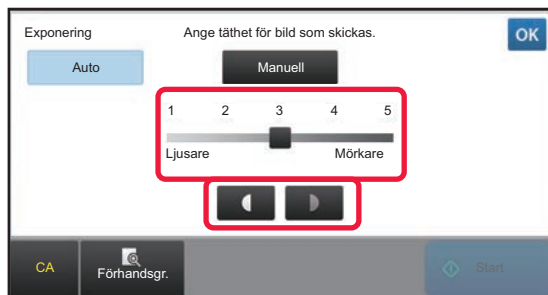 Exponering
Ange täthet för bild som skickas.
OK
Auto
Manuell
1 2 3 4 5
Ljusare Mörkare
CA
Förhandsgr.
Start